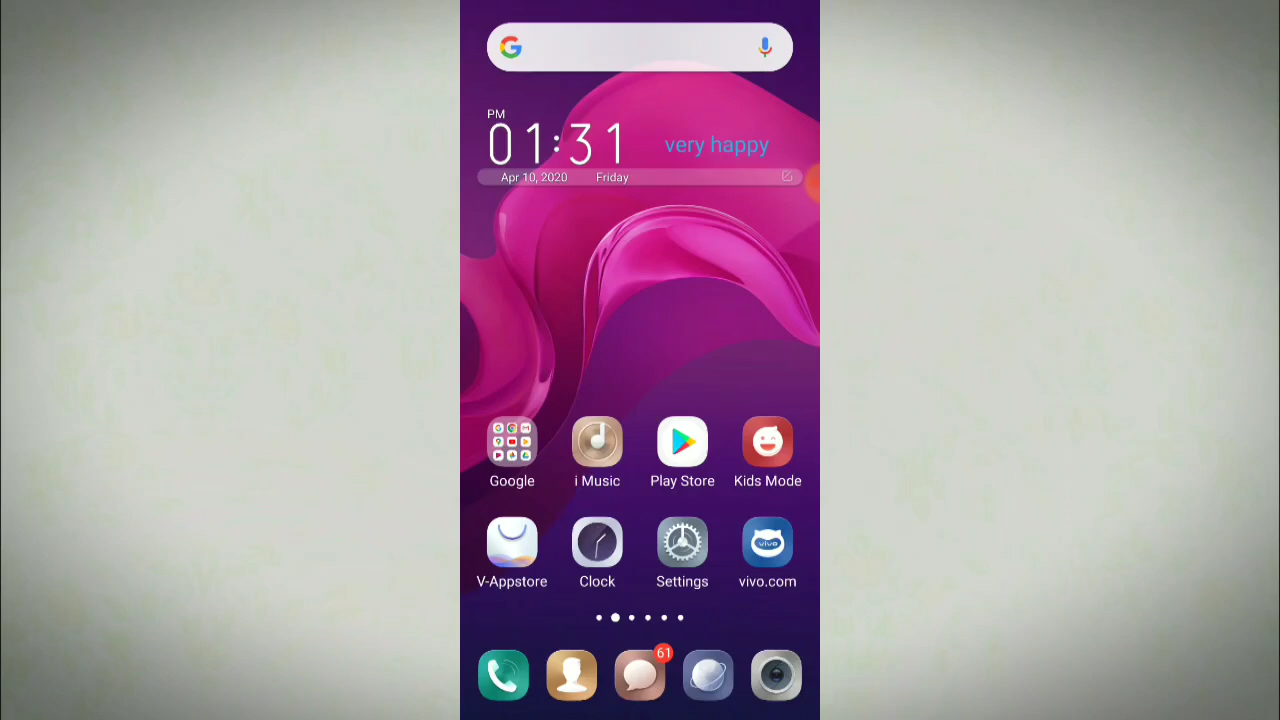 PM
01:31
very happy
Apr 10, 2020 Friday
Google
i Music
Play Store
Kids Mode
vivo
V-Appstore
Clock
Settings
vivo.com
61